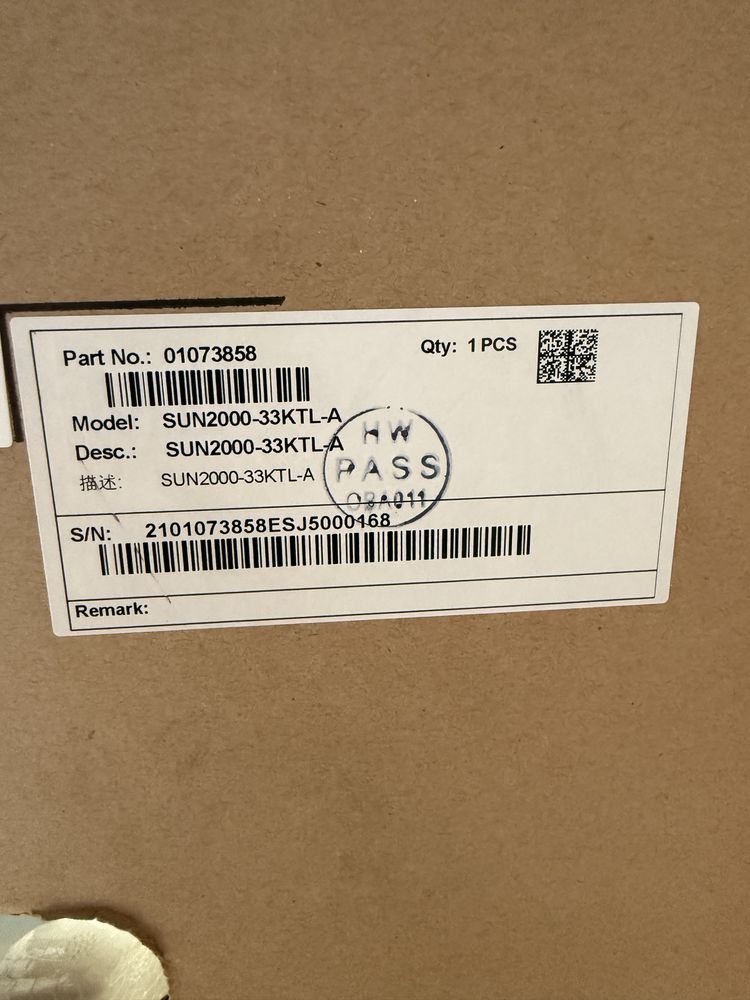 Part No.: 01073858
Qty: 1 PCS
Model: SUN2000-33KTL-A
Desc.: SUN2000-33KTL-A
描述: SUN2000-33KTL-A
HW
PASS
OBA011
S/N: 2101073858ESJ5000168
Remark: